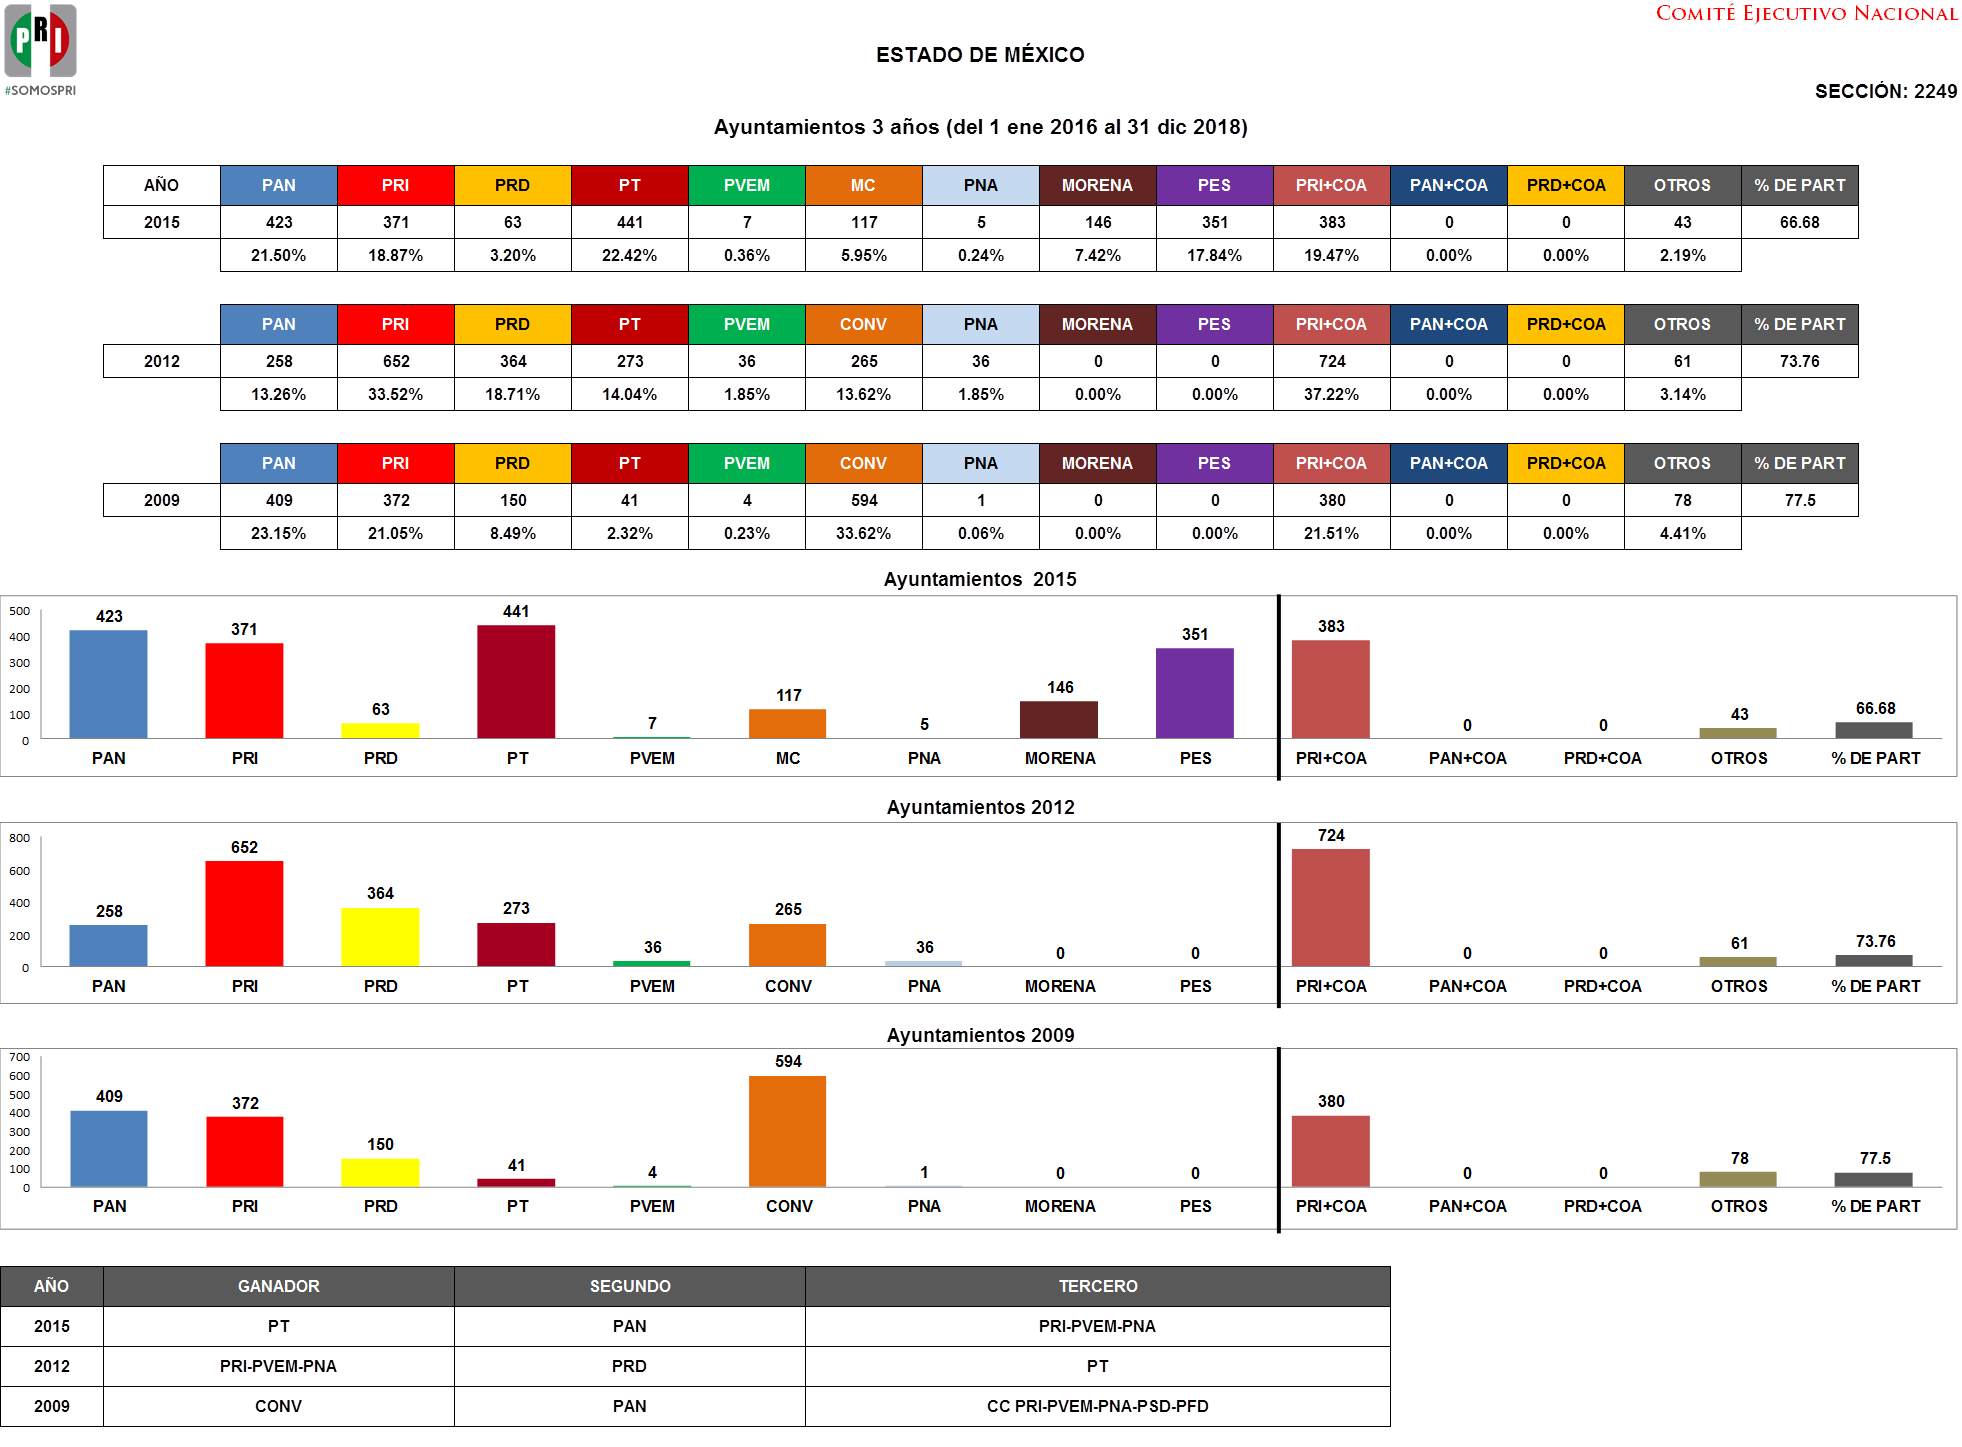 PRI
#SOMOSPRI
COMITÉ EJECUTIVO NACIONAL
ESTADO DE MÉXICO
SECCIÓN: 2249
Ayuntamientos 3 años (del 1 ene 2016 al 31 dic 2018)
AÑO PAN PRI PRD PT PVEM MC PNA MORENA PES PRI+COA PAN+COA PRD+COA OTROS % DE PART
2015 423 371 63 441 7 117 5 146 351 383 0 0 43 66.68
21.50% 18.87% 3.20% 22.42% 0.36% 5.95% 0.24% 7.42% 17.84% 19.47% 0.00% 0.00% 2.19%
PAN PRI PRD PT PVEM CONV PNA MORENA PES PRI+COA PAN+COA PRD+COA OTROS % DE PART
2012 258 652 364 273 36 265 36 0 0 724 0 0 61 73.76
13.26% 33.52% 18.71% 14.04% 1.85% 13.62% 1.85% 0.00% 0.00% 37.22% 0.00% 0.00% 3.14%
PAN PRI PRD PT PVEM CONV PNA MORENA PES PRI+COA PAN+COA PRD+COA OTROS % DE PART
2009 409 372 150 41 4 594 1 0 0 380 0 0 78 77.5
23.15% 21.05% 8.49% 2.32% 0.23% 33.62% 0.06% 0.00% 0.00% 21.51% 0.00% 0.00% 4.41%
Ayuntamientos 2015
500
400
300
200
100
0
423 371 63 441 7 117 5 146 351 383 0 0 43 66.68
PAN PRI PRD PT PVEM MC PNA MORENA PES PRI+COA PAN+COA PRD+COA OTROS % DE PART
Ayuntamientos 2012
800
600
400
200
0
258 652 364 273 36 265 36 0 0 724 0 0 61 73.76
PAN PRI PRD PT PVEM CONV PNA MORENA PES PRI+COA PAN+COA PRD+COA OTROS % DE PART
Ayuntamientos 2009
700
600
500
400
300
200
100
0
409 372 150 41 4 594 1 0 0 380 0 0 78 77.5
PAN PRI PRD PT PVEM CONV PNA MORENA PES PRI+COA PAN+COA PRD+COA OTROS % DE PART
AÑO GANADOR SEGUNDO TERCERO
2015 PT PAN PRI-PVEM-PNA
2012 PRI-PVEM-PNA PRD PT
2009 CONV PAN CC PRI-PVEM-PNA-PSD-PFD